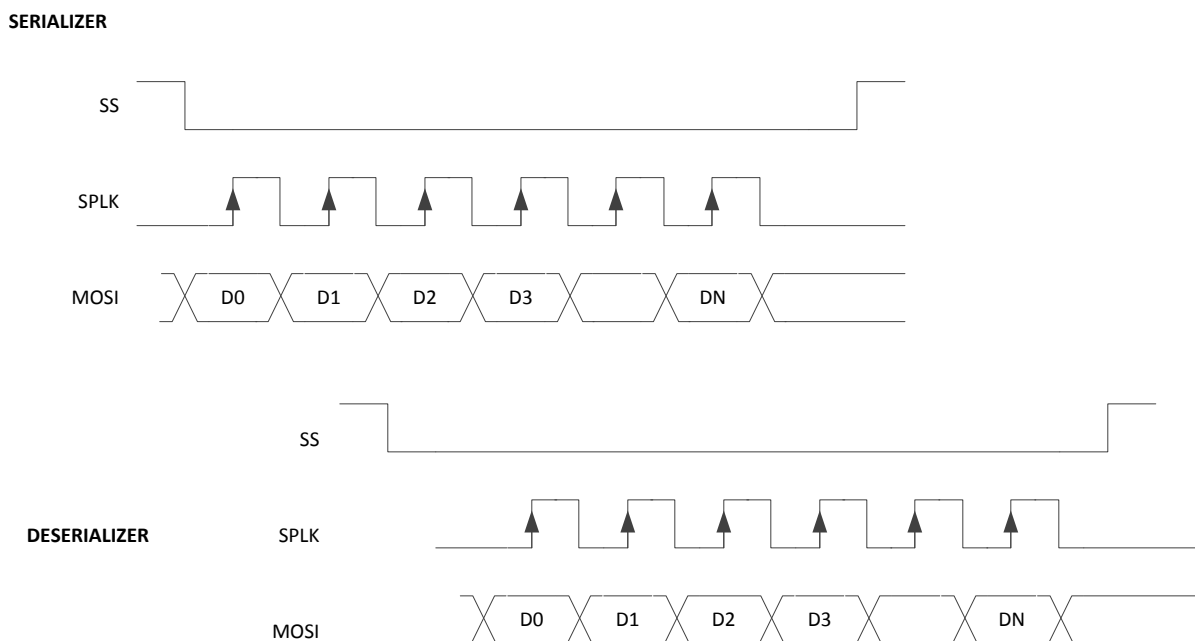 SERIALIZER
SS
SPLK
MOSI D0 D1 D2 D3 DN
SS
DESERIALIZER SPLK
MOSI D0 D1 D2 D3 DN